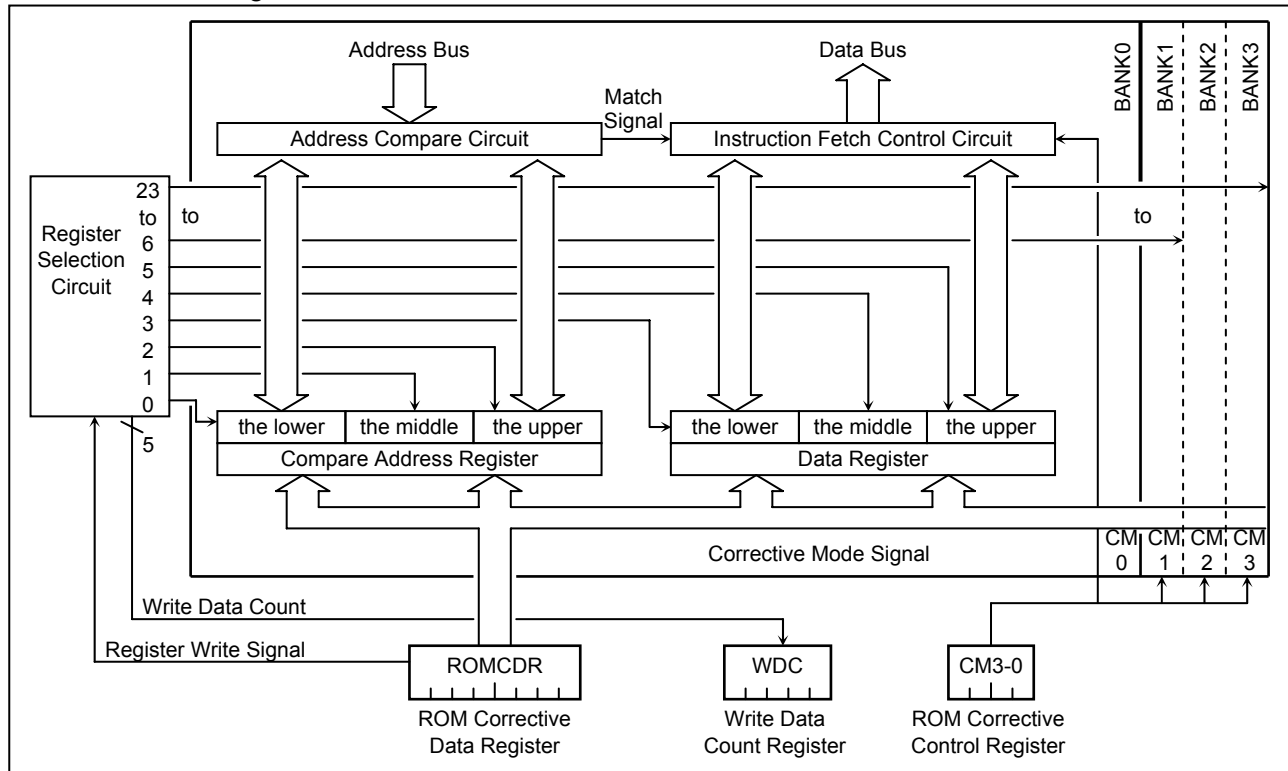 Address Bus
Data Bus
BANK0
BANK1
BANK2
BANK3
Match
Signal
Address Compare Circuit
Instruction Fetch Control Circuit
Register
Selection
Circuit
23
to
6
5
4
3
2
1
0
to
to
5
the lower
the middle
the upper
Compare Address Register
the lower
the middle
the upper
Data Register
Corrective Mode Signal
CM
0
CM
1
CM
2
CM
3
Write Data Count
Register Write Signal
ROMCDR
WDC
CM3-0
ROM Corrective
Data Register
Write Data
Count Register
ROM Corrective
Control Register